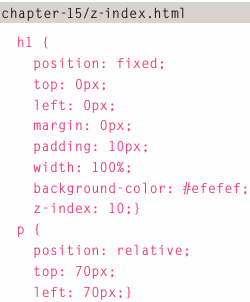 chapter-15/z-index.html
h1 {
position: fixed;
top: 0px;
left: 0px;
margin: 0px;
padding: 10px;
width: 100%;
background-color: #efefef;
z-index: 10;}
p {
position: relative;
top: 70px;
left: 70px;}